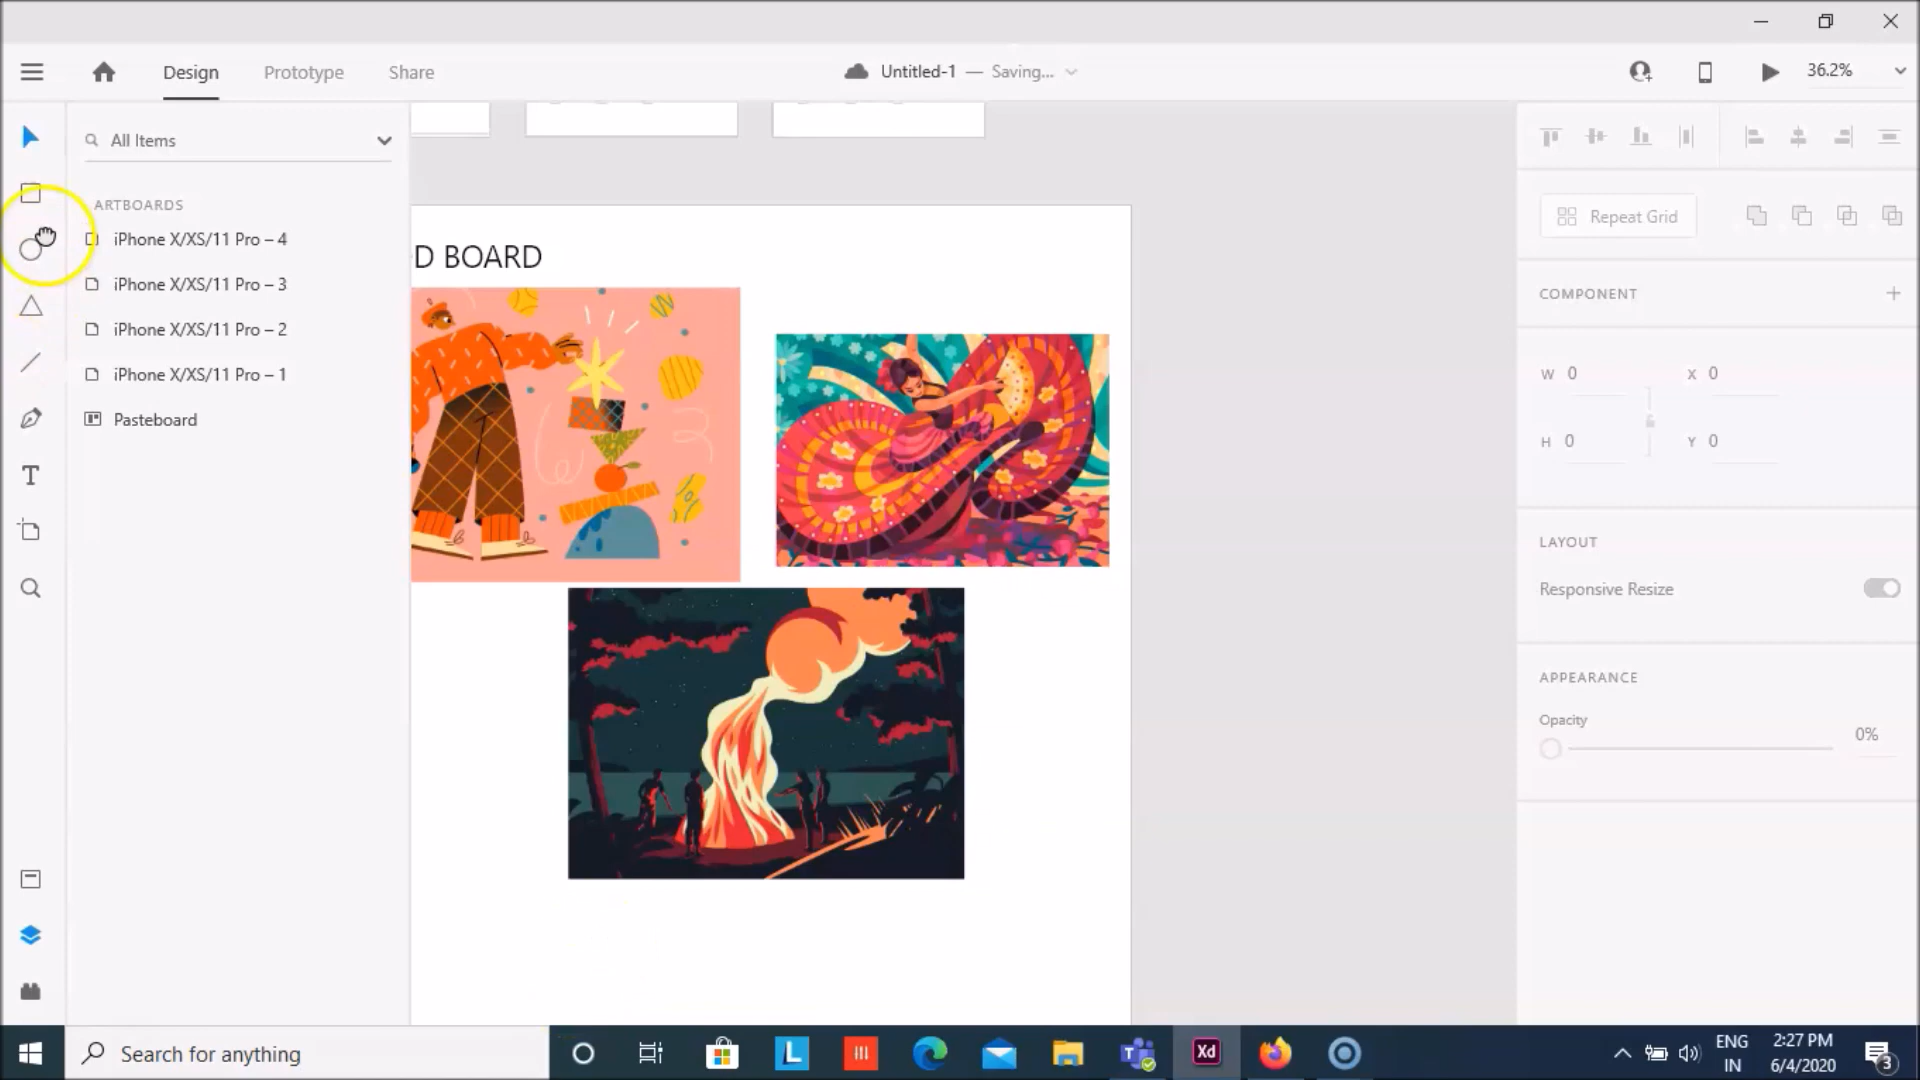 Design Prototype Share
Untitled-1 — Saving...
36.2%
All Items
ARTBOARDS
iPhone X/XS/11 Pro – 4
iPhone X/XS/11 Pro – 3
iPhone X/XS/11 Pro – 2
iPhone X/XS/11 Pro – 1
Pasteboard
D BOARD
Repeat Grid
COMPONENT
W 0 X 0
H 0 Y 0
LAYOUT
Responsive Resize
APPEARANCE
Opacity
0%
T
Search for anything
L
Xd
ENG
IN
2:27 PM
6/4/2020
3